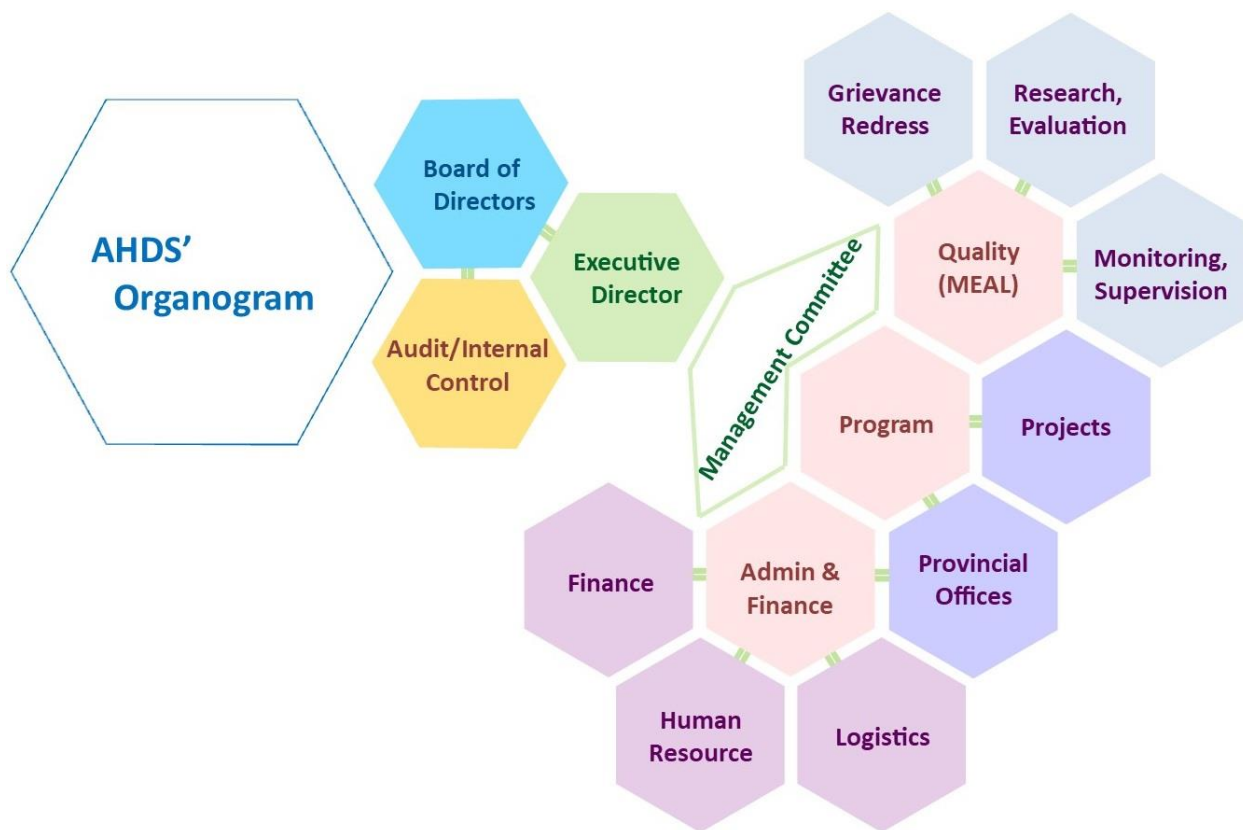 AHDS'
Organogram
Board of
Directors
Executive
Director
Audit/Internal
Control
Management Committee
Grievance
Redress
Research,
Evaluation
Quality
(MEAL)
Monitoring,
Supervision
Program
Projects
Finance
Admin &
Finance
Provincial
Offices
Human
Resource
Logistics